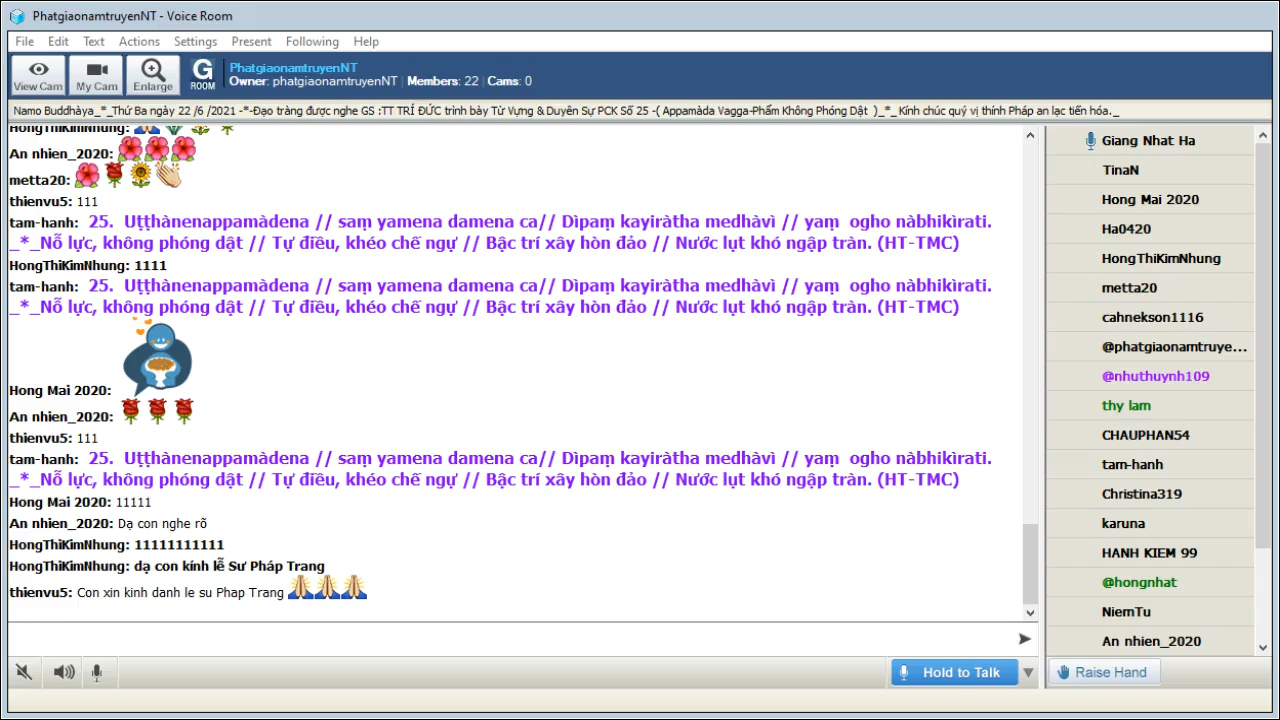 PhatgiaonamtruyenNT - Voice Room
File Edit Text Actions Settings Present Following Help
View Cam My Cam Enlarge G ROOM
PhatgiaonamtruyenNT
Owner: phatgiaonamtruyenNT | Members: 22 | Cams: 0
Namo Buddhàya_*_Thứ Ba ngày 22 /6 /2021 -*-Đạo tràng được nghe GS :TT TRÍ ĐỨC trình bày Từ Vựng & Duyên Sự PCK Số 25 -( Appamàda Vagga-Phẩm Không Phóng Dật )_*_Kính chúc quý vị thính Pháp an lạc tiến hóa._
HongThiKimNhung:
An nhien_2020:
metta20:
thienvu5: 111
tam-hanh: 25. Uṭṭhànenappamàdena // saṃ yamena damena ca// Dìpaṃ kayiràtha medhàvì // yaṃ ogho nàbhikìrati.
_*_Nỗ lực, không phóng dật // Tự điều, khéo chế ngự // Bậc trí xây hòn đảo // Nước lụt khó ngập tràn. (HT-TMC)
HongThiKimNhung: 1111
tam-hanh: 25. Uṭṭhànenappamàdena // saṃ yamena damena ca// Dìpaṃ kayiràtha medhàvì // yaṃ ogho nàbhikìrati.
_*_Nỗ lực, không phóng dật // Tự điều, khéo chế ngự // Bậc trí xây hòn đảo // Nước lụt khó ngập tràn. (HT-TMC)
Hong Mai 2020:
An nhien_2020:
thienvu5: 111
tam-hanh: 25. Uṭṭhànenappamàdena // saṃ yamena damena ca// Dìpaṃ kayiràtha medhàvì // yaṃ ogho nàbhikìrati.
_*_Nỗ lực, không phóng dật // Tự điều, khéo chế ngự // Bậc trí xây hòn đảo // Nước lụt khó ngập tràn. (HT-TMC)
Hong Mai 2020: 11111
An nhien_2020: Dạ con nghe rõ
HongThiKimNhung: 11111111111
HongThiKimNhung: dạ con kính lễ Sư Pháp Trang
thienvu5: Con xin kinh danh le su Phap Trang
Giang Nhat Ha
TinaN
Hong Mai 2020
Ha0420
HongThiKimNhung
metta20
cahnekson1116
@phatgiaonamtruye...
@nhuthuynh109
thy lam
CHAUPHAN54
tam-hanh
Christina319
karuna
HANH KIEM 99
@hongnhat
NiemTu
An nhien_2020
Hold to Talk
Raise Hand